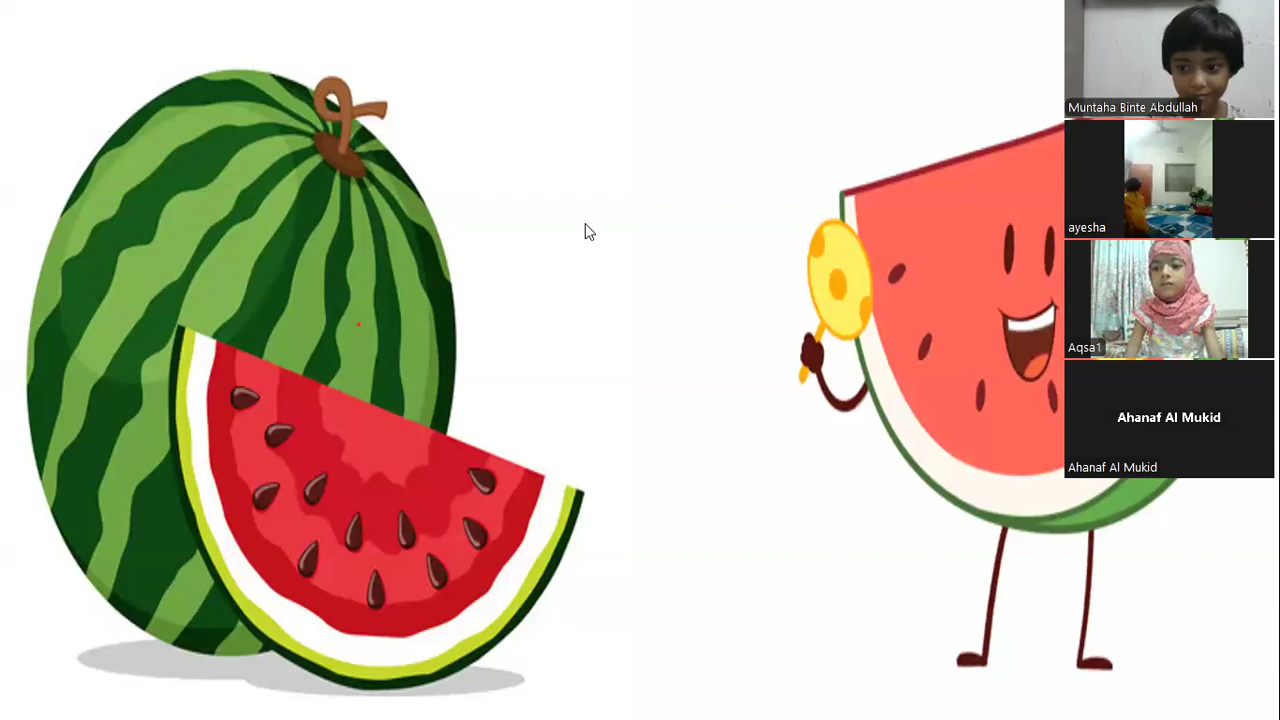 Muntaha Binte Abdullah
ayesha
Aqsa1
Ahanaf Al Mukid
Ahanaf Al Mukid